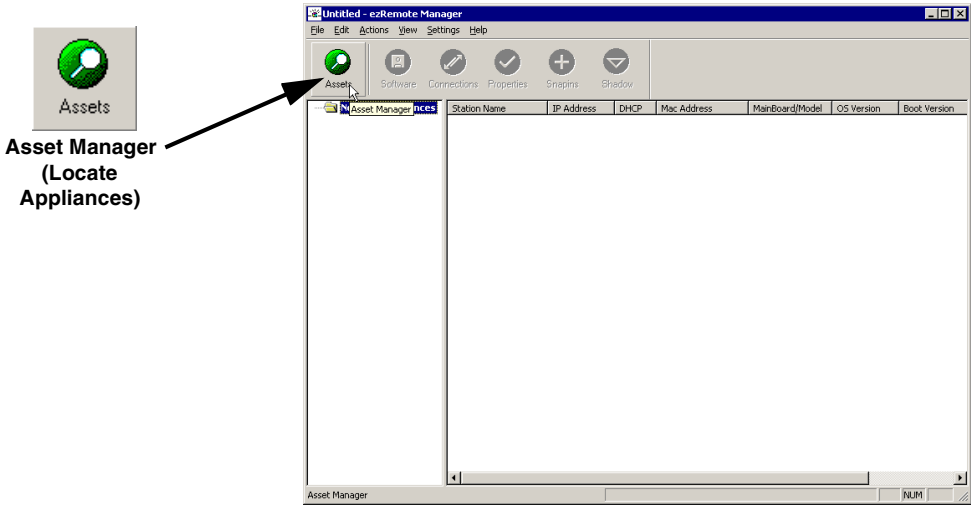 Assets
Asset Manager
(Locate
Appliances)
Untitled - ezRemote Manager
File Edit Actions View Settings Help
Assets Software Connections Properties Snapins Shadow
Asset Manager
Station Name IP Address DHCP Mac Address MainBoard/Model OS Version Boot Version
Asset Manager NUM